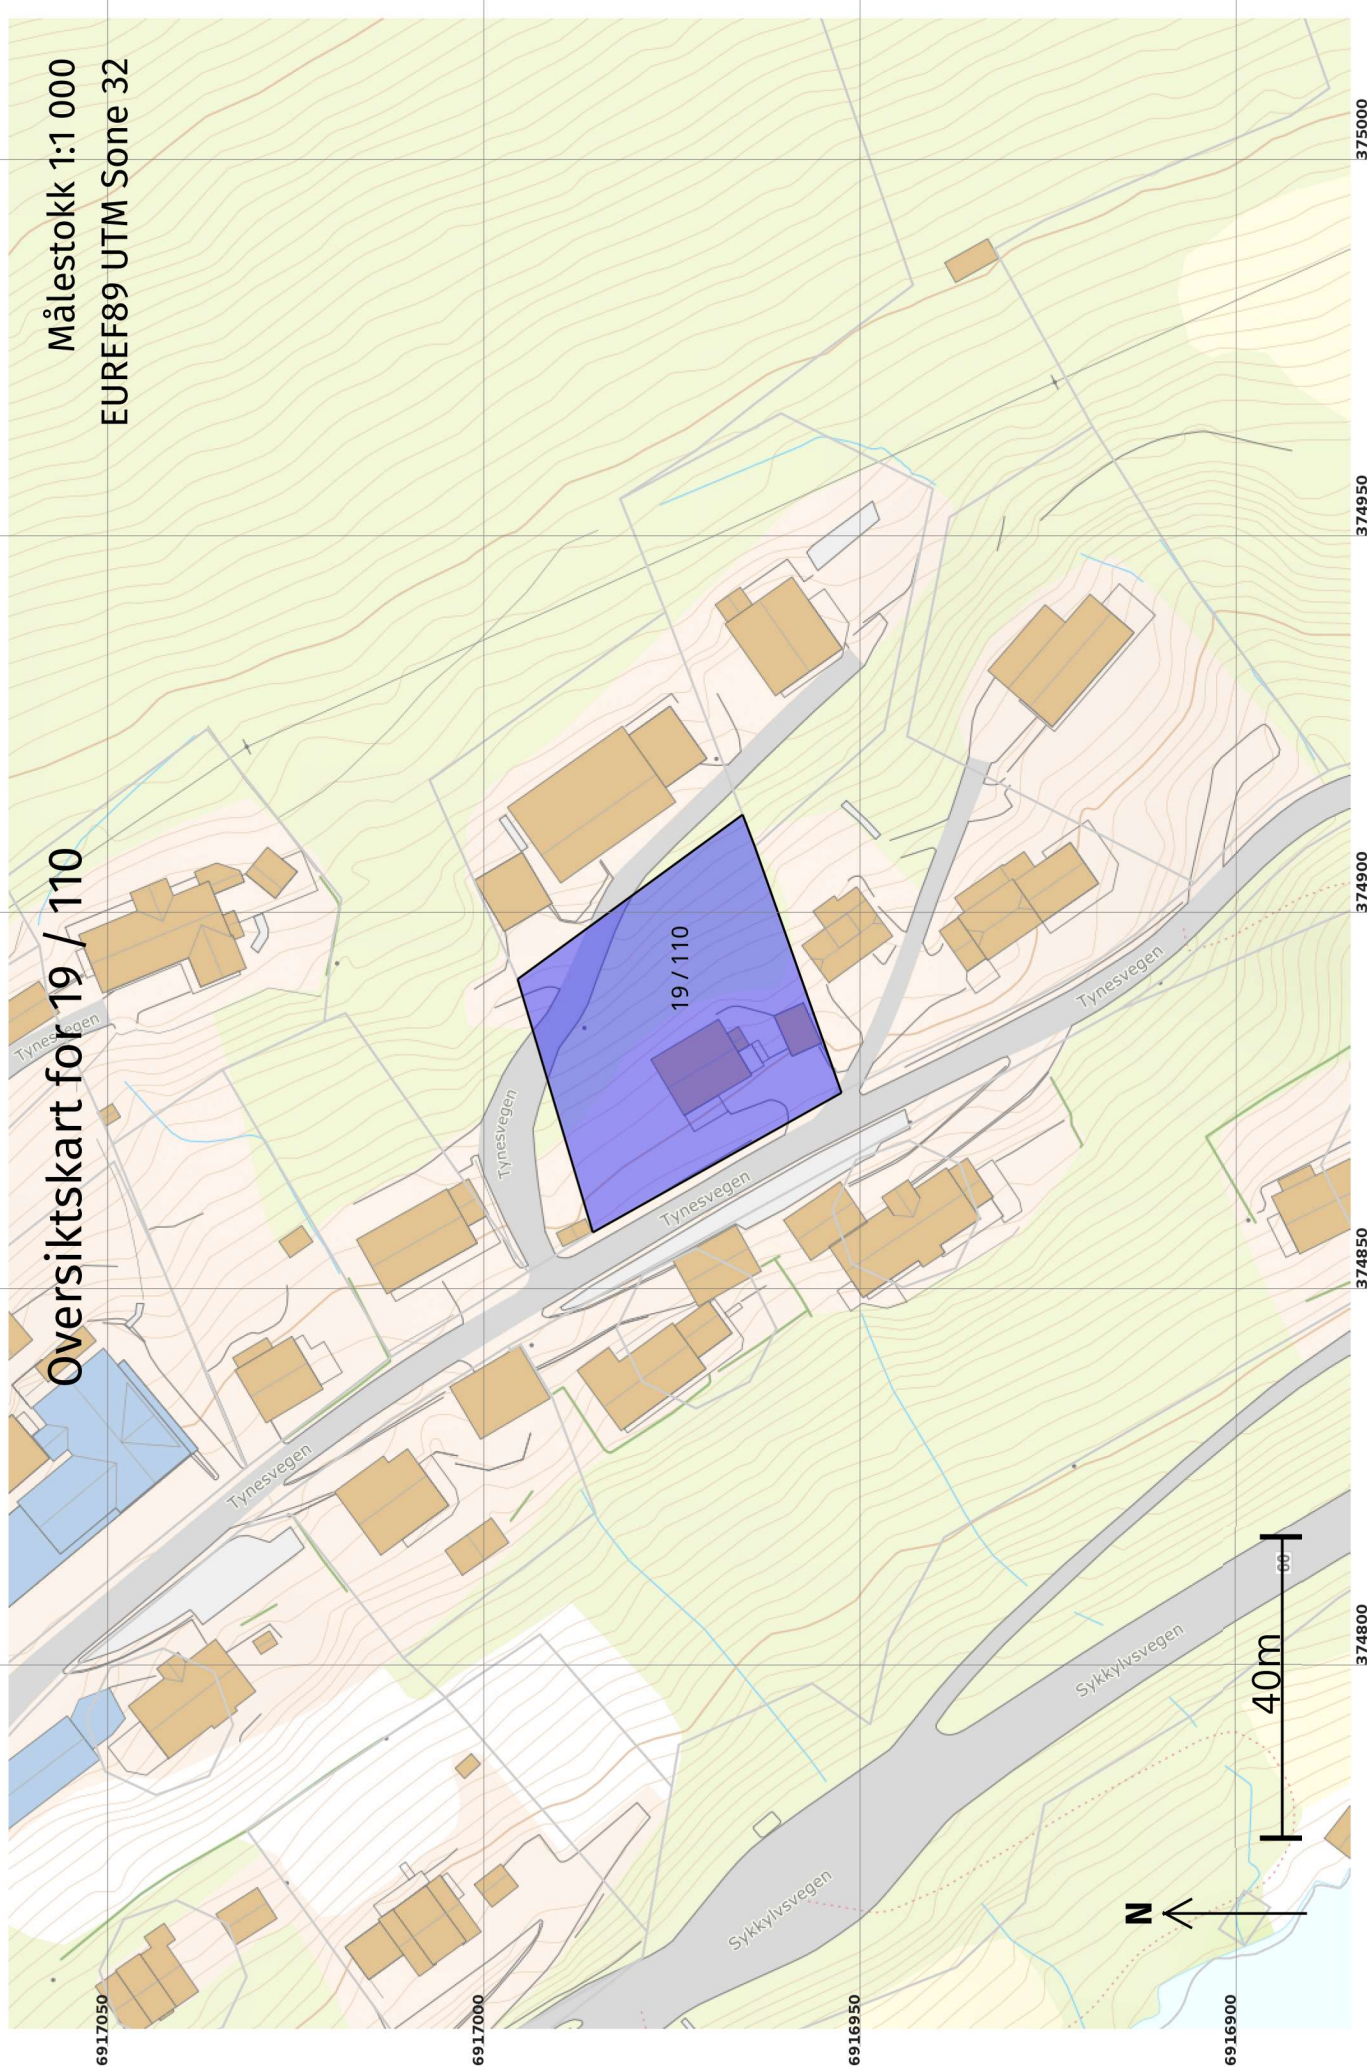 Oversiktskart for 19 / 110
Målestokk 1:1 000
EUREF89 UTM Sone 32
Tynesvegen
Tynesvegen
Tynesvegen
Tynesvegen
Tynesvegen
19 / 110
Sykkylvsvegen
Sykkylvsvegen
60
40m
N
6917050
6917000
6916950
6916900
374800
374850
374900
374950
375000